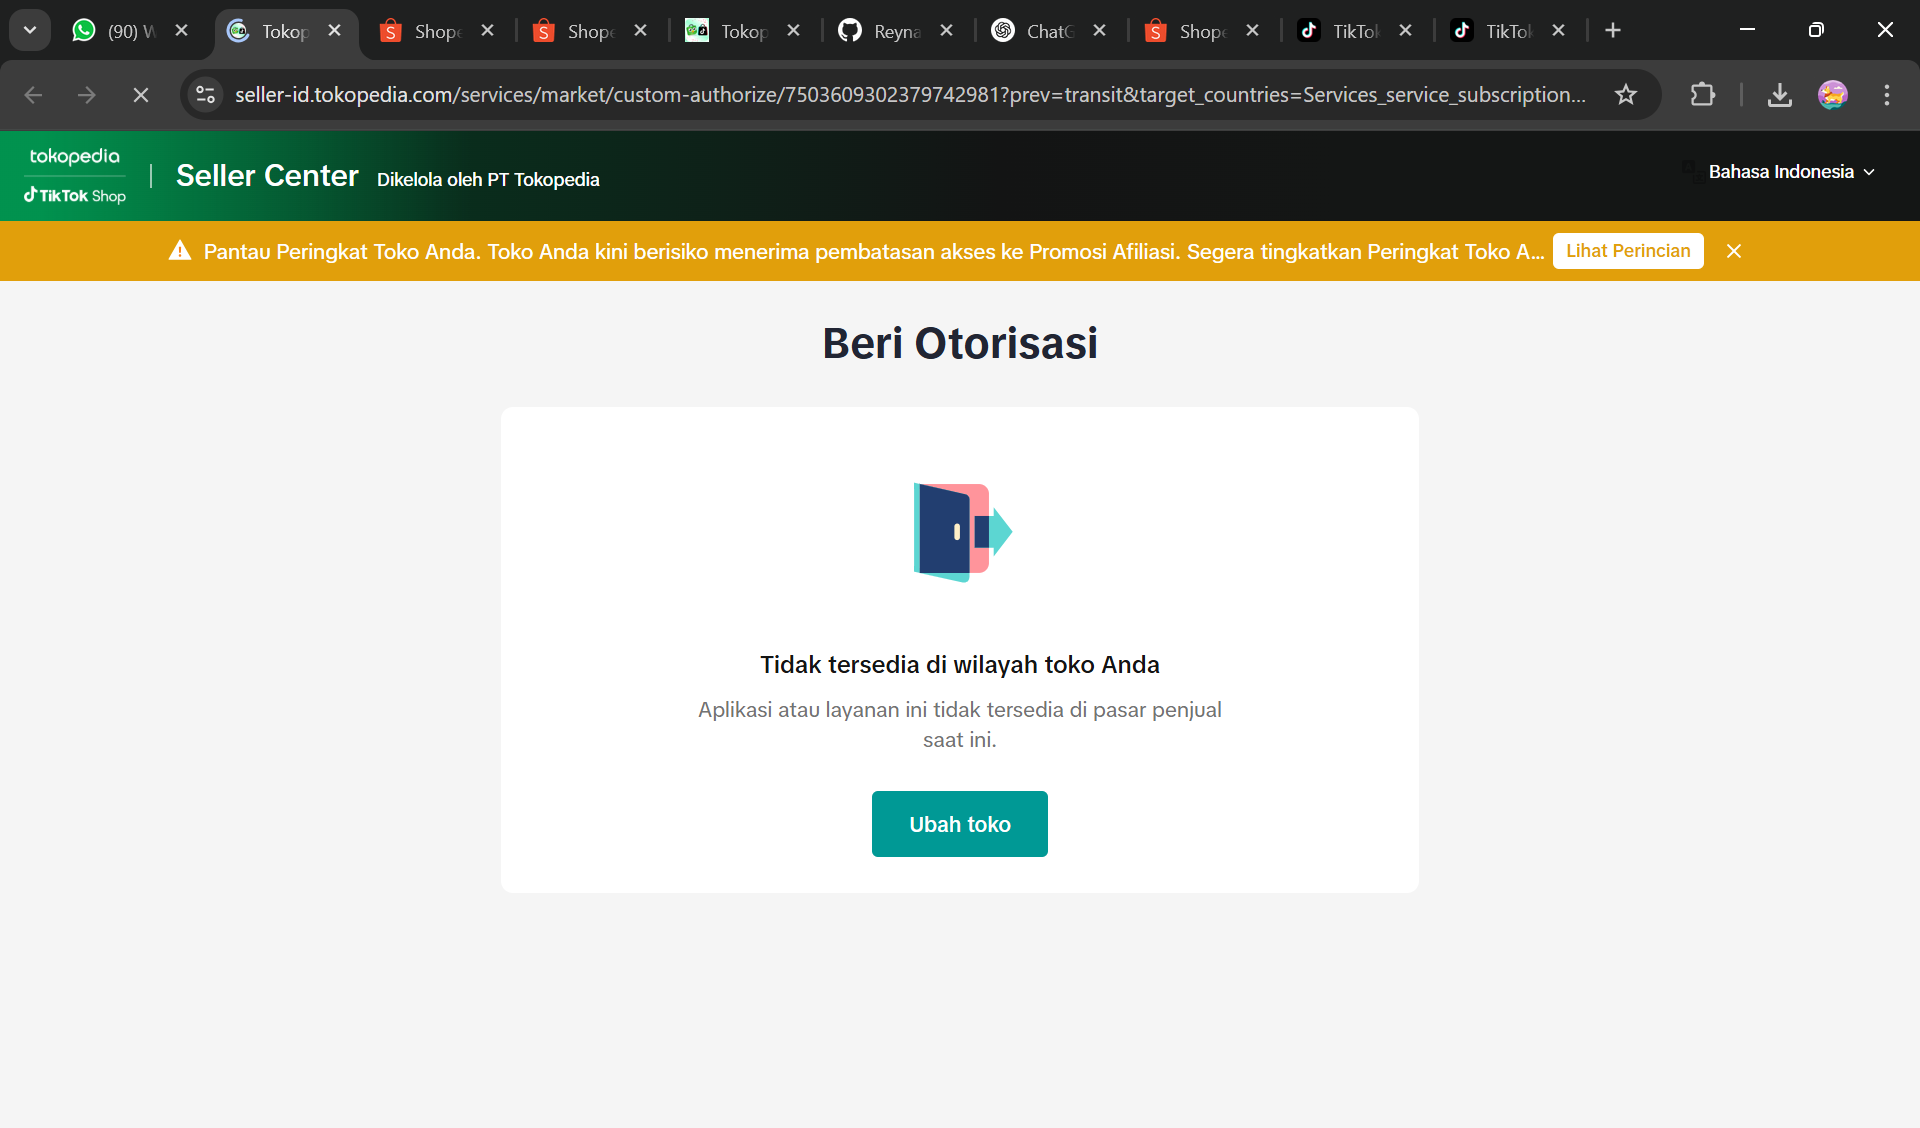 (90) W
Tokop
Shope
Shope
Tokop
Reyna
ChatG
Shope
TikTok
TikTok
seller-id.tokopedia.com/services/market/custom-authorize/7503609302379742981?prev=transit&target_countries=Services_service_subscription...
tokopedia
TikTok Shop
Seller Center
Dikelola oleh PT Tokopedia
Bahasa Indonesia
Pantau Peringkat Toko Anda. Toko Anda kini berisiko menerima pembatasan akses ke Promosi Afiliasi. Segera tingkatkan Peringkat Toko A...
Lihat Perincian
Beri Otorisasi
Tidak tersedia di wilayah toko Anda
Aplikasi atau layanan ini tidak tersedia di pasar penjual
saat ini.
Ubah toko